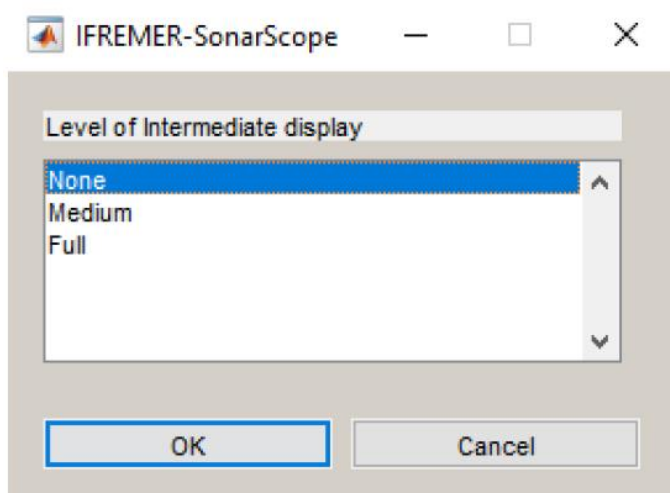 IFREMER-SonarScope
Level of Intermediate display
None
Medium
Full
OK Cancel